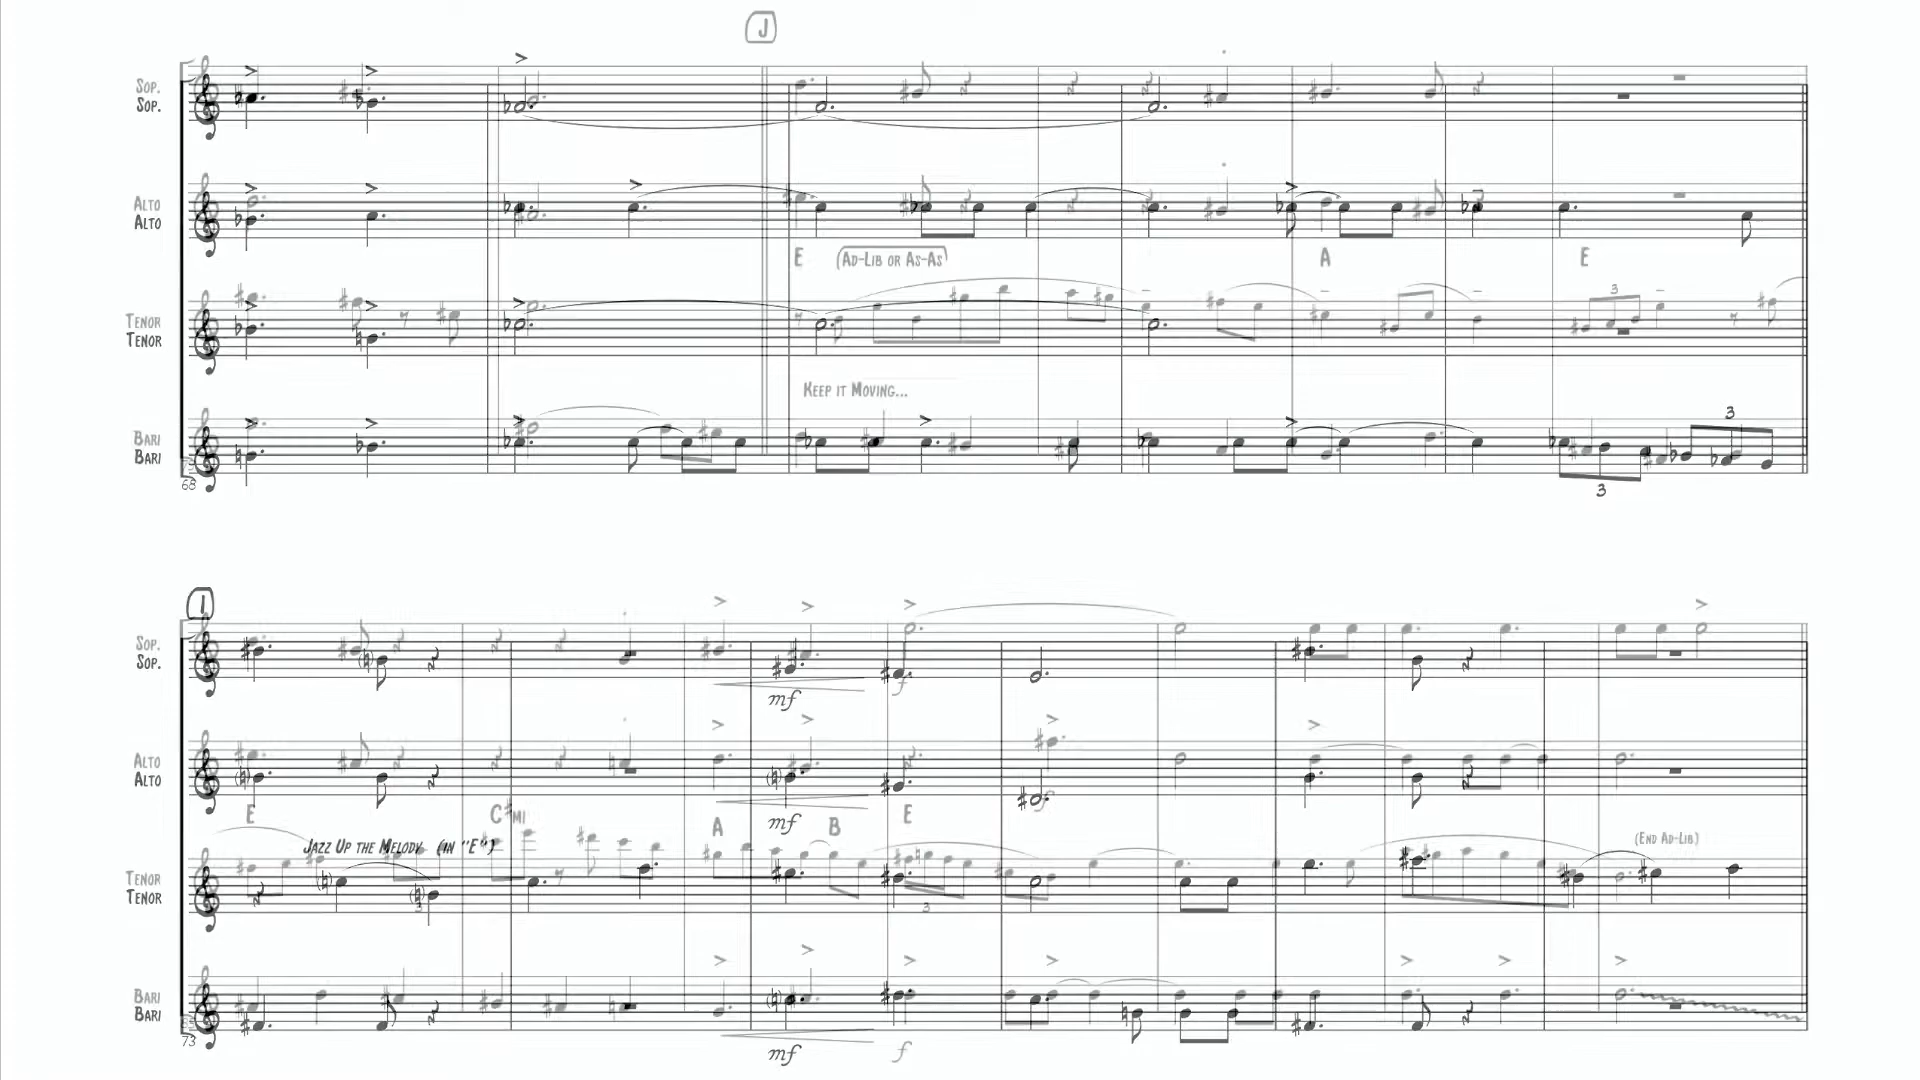 J
Sop.
Sop.
Alto
Alto
E (Ad-Lib or As-As) A E
3
Tenor
Tenor
Keep it Moving...
3
Bari
Bari
68
3
I
Sop.
Sop.
mf f
Alto
Alto
E C#mi A B E
mf f
Jazz Up the Melody (in "E")
(End Ad-Lib)
Tenor
Tenor
3 3
Bari
Bari
73
mf f